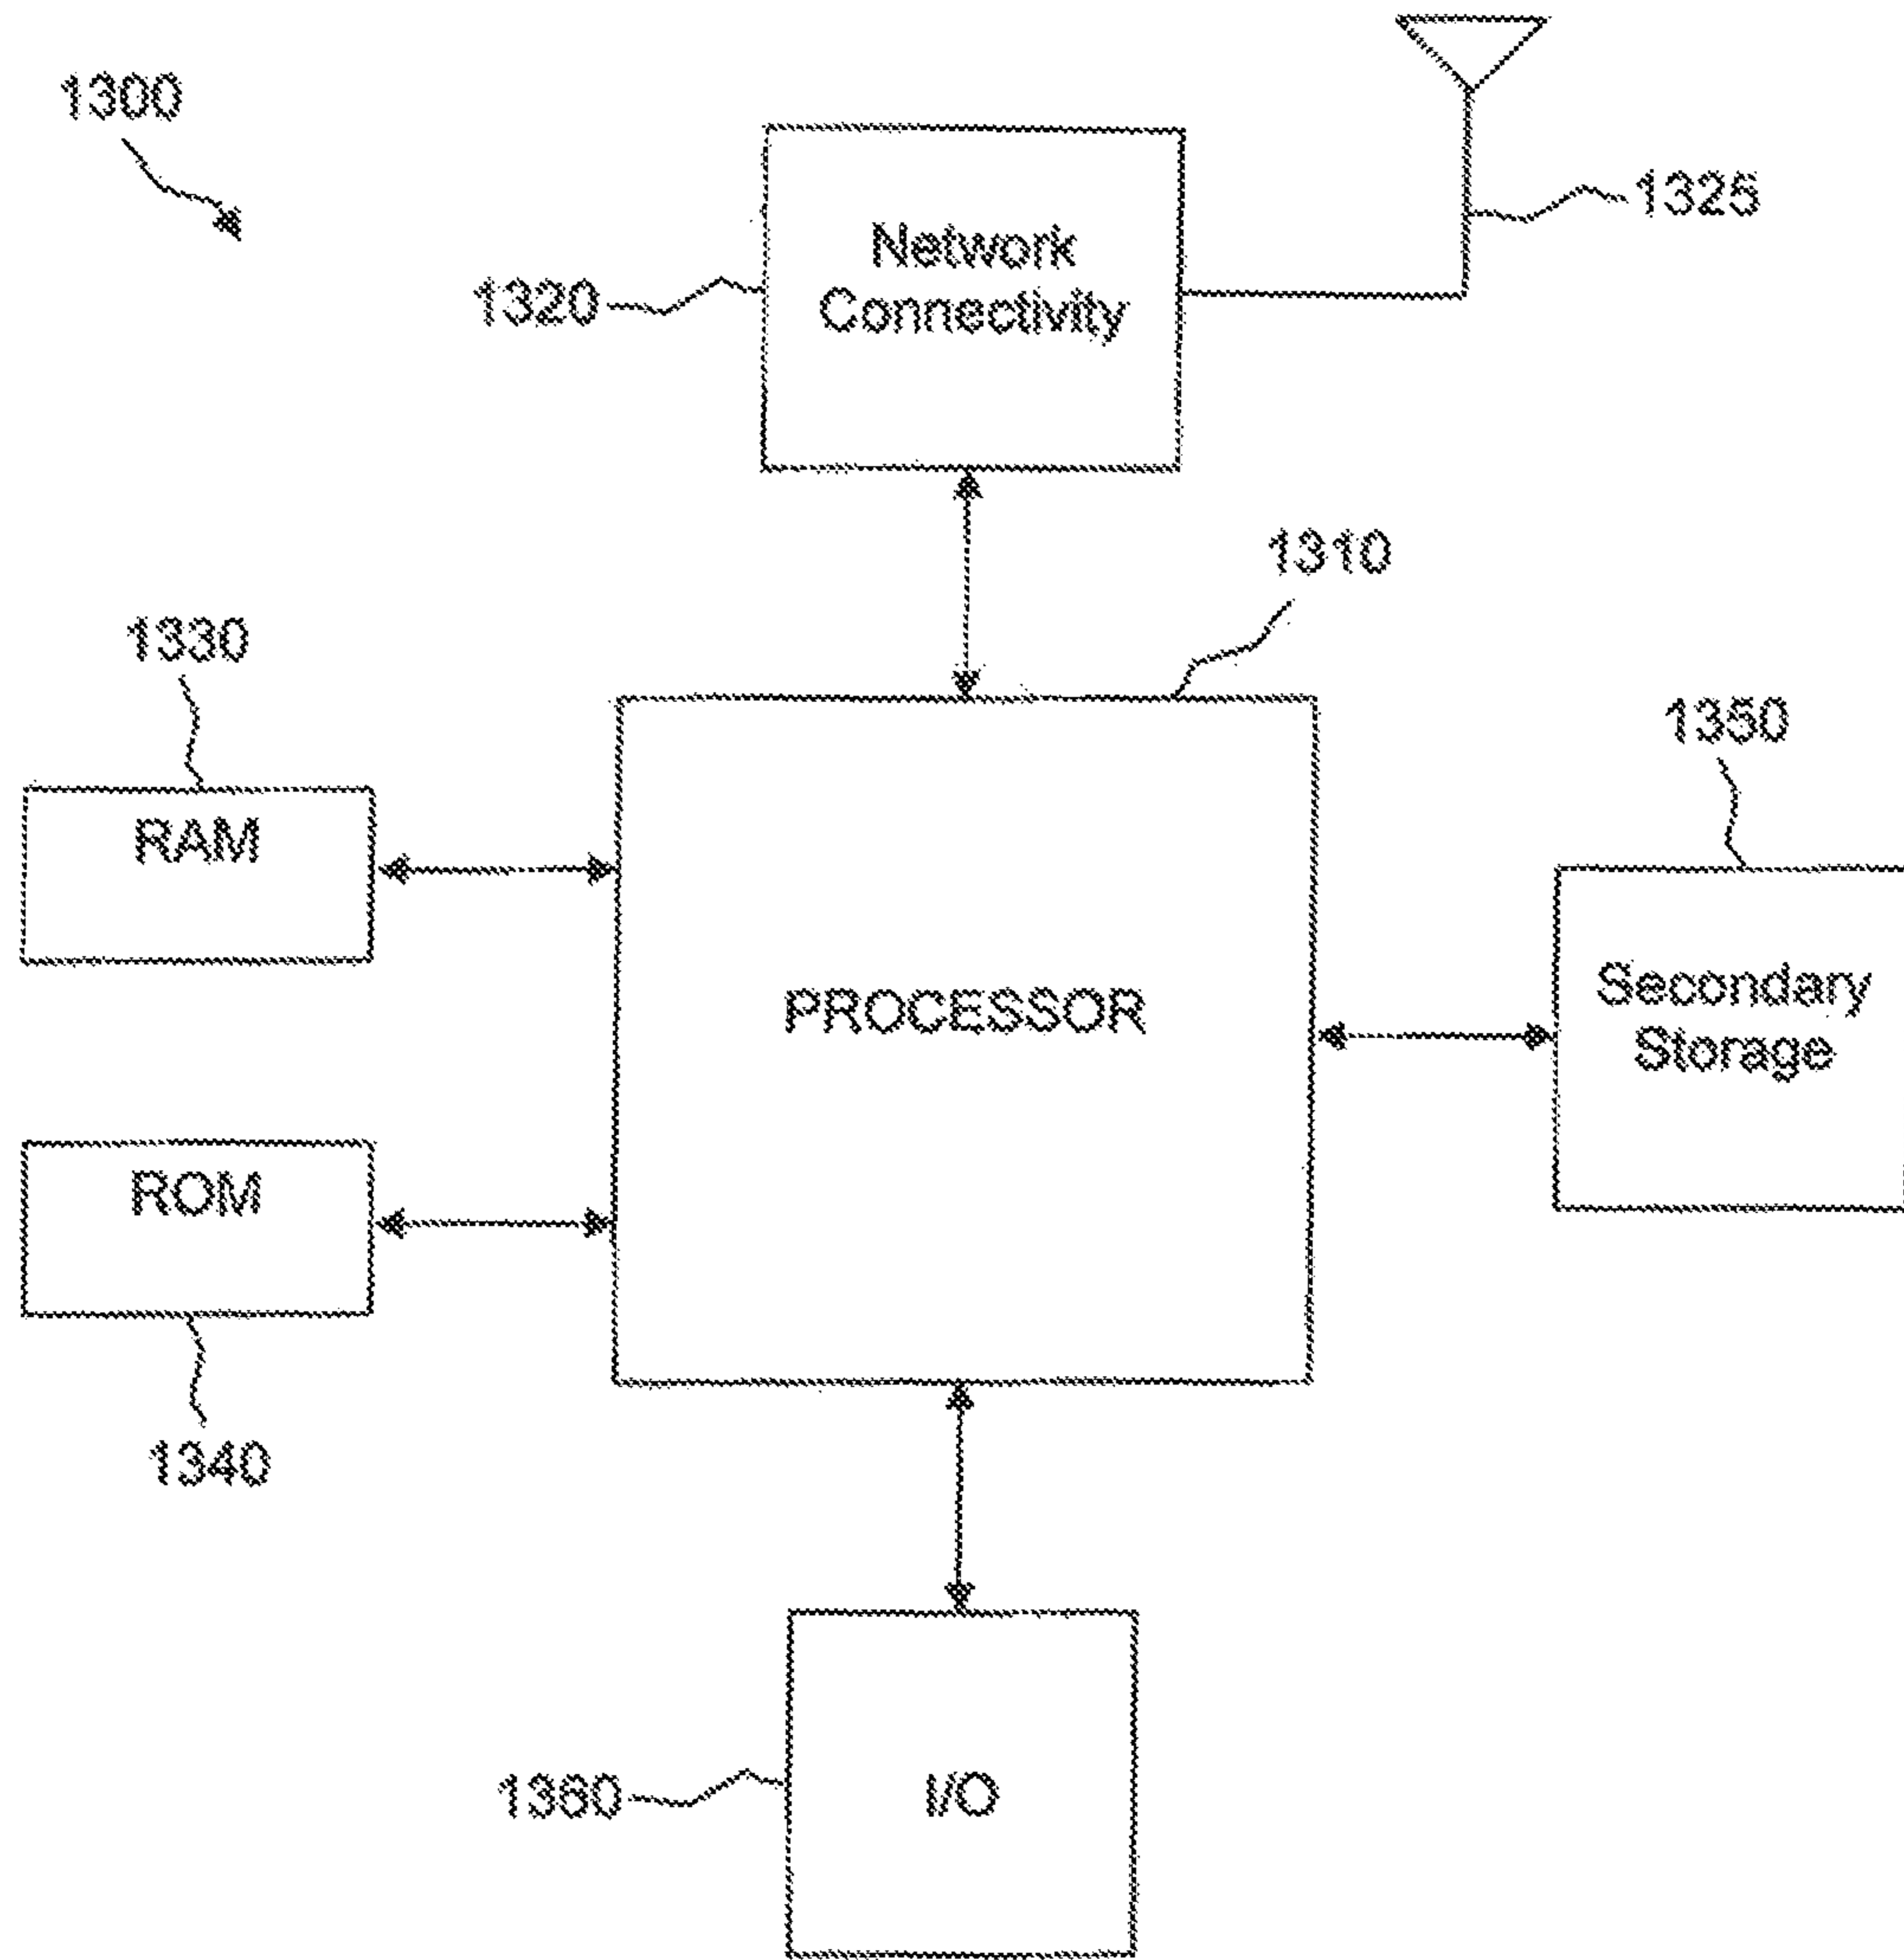 1300
1325
Network
Connectivity
1320
1310
1330
1350
RAM
PROCESSOR
Secondary
Storage
ROM
1340
1360
I/O